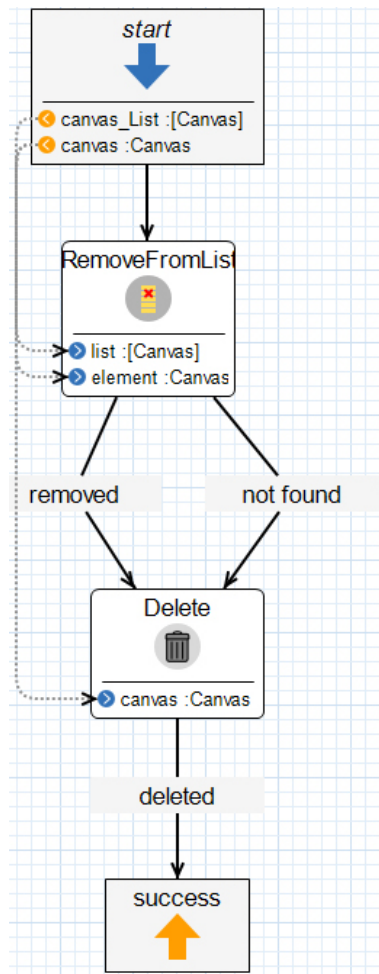 start
canvas_List :[Canvas]
canvas :Canvas
RemoveFromList
list :[Canvas]
element :Canvas
removed
not found
Delete
canvas :Canvas
deleted
success